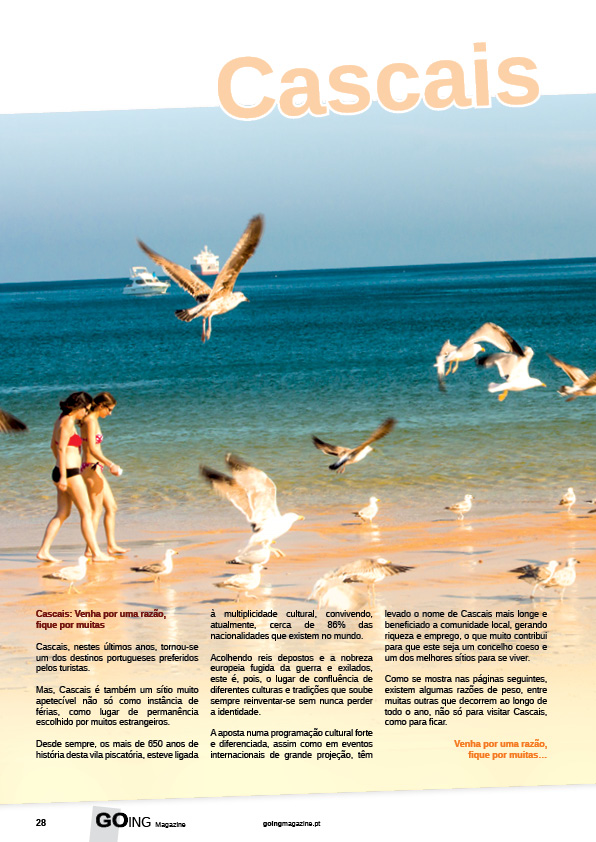 Cascais
Cascais: Venha por uma razão,
fique por muitas
Cascais, nestes últimos anos, tornou-se
um dos destinos portugueses preferidos
pelos turistas.
Mas, Cascais é também um sítio muito
apetecível não só como instância de
férias, como lugar de permanência
escolhido por muitos estrangeiros.
Desde sempre, os mais de 650 anos de
história desta vila piscatória, esteve ligada
à multiplicidade cultural, convivendo,
atualmente, cerca de 86% das
nacionalidades que existem no mundo.
Acolhendo reis depostos e a nobreza
europeia fugida da guerra e exilados,
este é, pois, o lugar de confluência de
diferentes culturas e tradições que soube
sempre reinventar-se sem nunca perder
a identidade.
A aposta numa programação cultural forte
e diferenciada, assim como em eventos
internacionais de grande projeção, têm
levado o nome de Cascais mais longe e
beneficiado a comunidade local, gerando
riqueza e emprego, o que muito contribui
para que este seja um concelho coeso e
um dos melhores sítios para se viver.
Como se mostra nas páginas seguintes,
existem algumas razões de peso, entre
muitas outras que decorrem ao longo de
todo o ano, não só para visitar Cascais,
como para ficar.
Venha por uma razão,
fique por muitas…
28
GOING Magazine
goingmagazine.pt